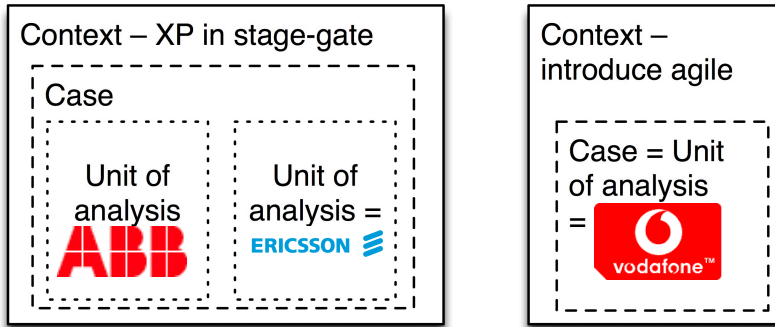 Context – XP in stage-gate
Case
Unit of
analysis
ABB
Unit of
analysis =
ERICSSON
Context –
introduce agile
Case = Unit
of analysis
=
vodafone™